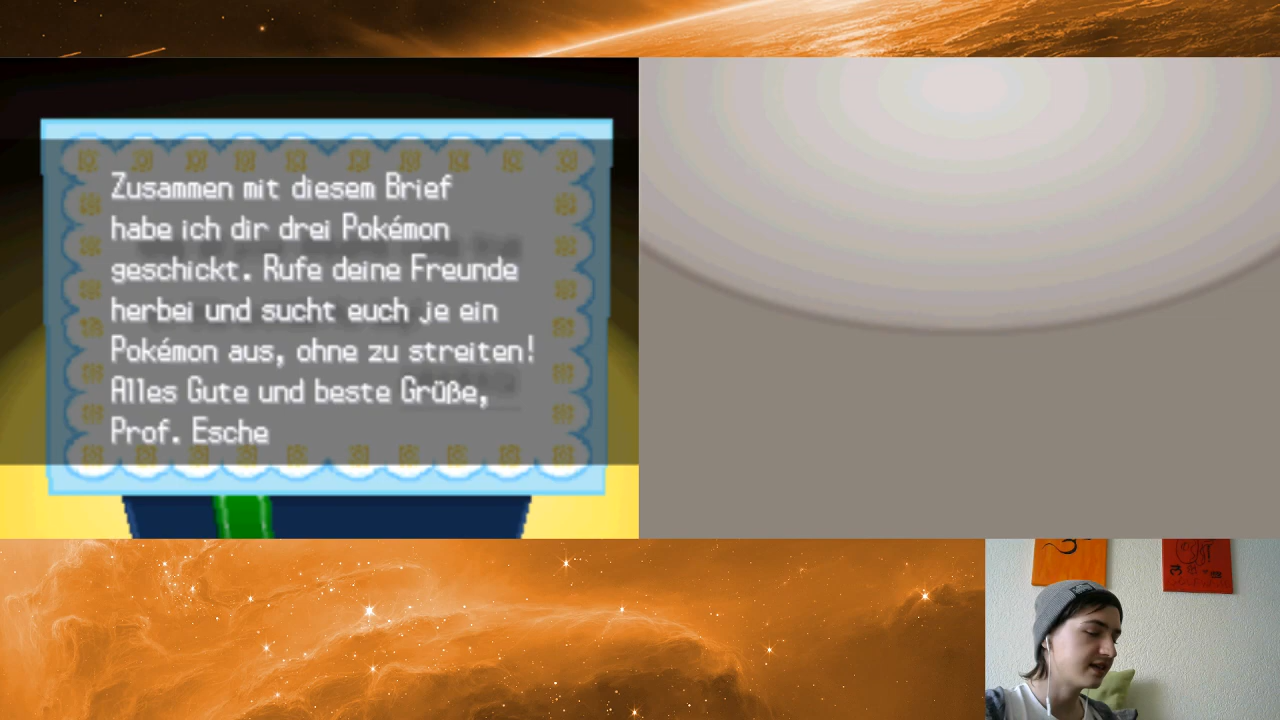 Zusammen mit diesem Brief
habe ich dir drei Pokémon
geschickt. Rufe deine Freunde
herbei und sucht euch je ein
Pokémon aus, ohne zu streiten!
Alles Gute und beste Grüße,
Prof. Esche